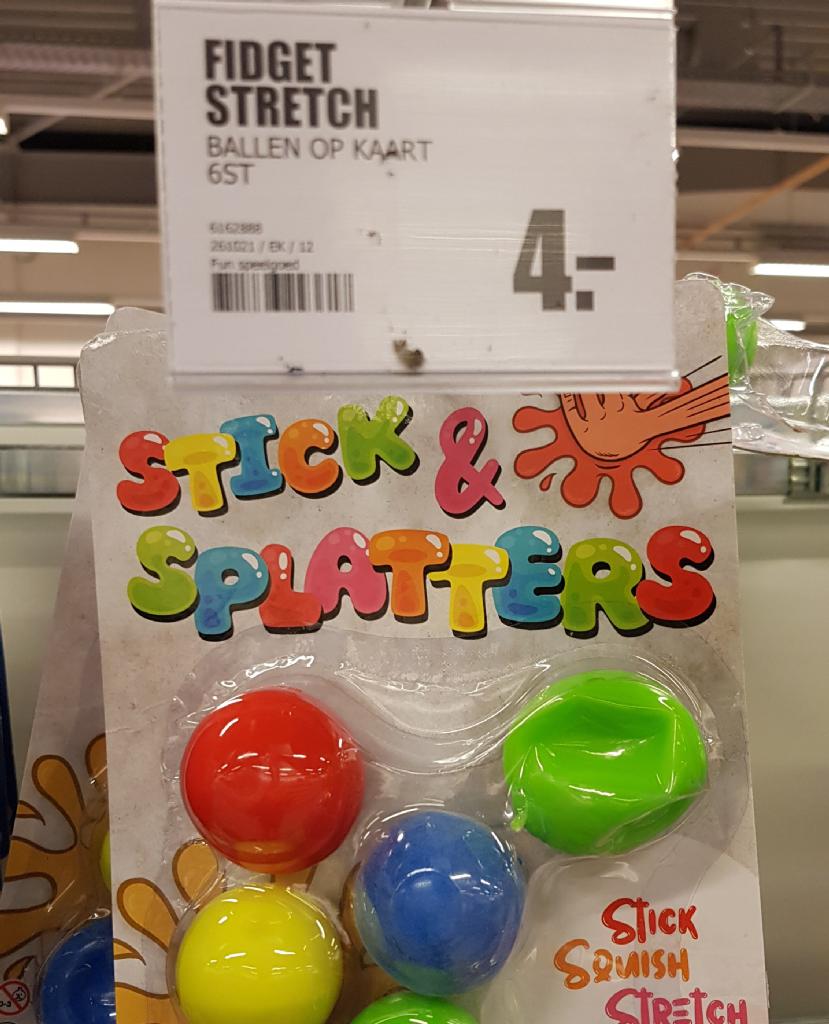 FIDGET
STRETCH
BALLEN OP KAART
6ST
6162888
261021 / EK / 12
Fun speelgoed
4.-
STICK &
SPLATTERS
STICK
SQUISH
STRETCH